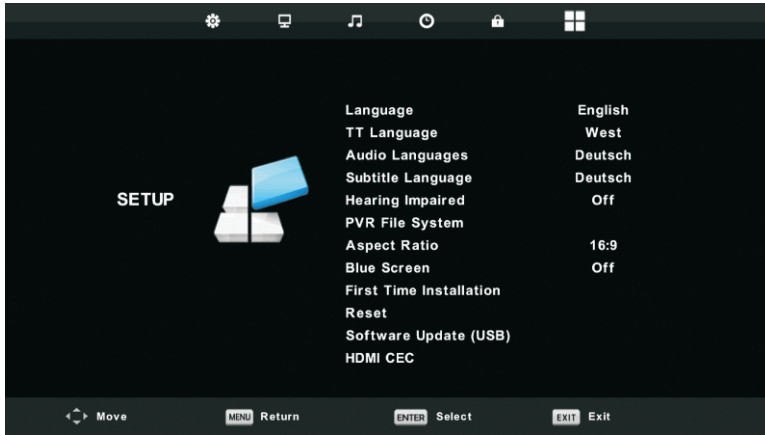 Language English
TT Language West
Audio Languages Deutsch
Subtitle Language Deutsch
SETUP
Hearing Impaired Off
PVR File System
Aspect Ratio 16:9
Blue Screen Off
First Time Installation
Reset
Software Update (USB)
HDMI CEC
Move MENU Return ENTER Select EXIT Exit